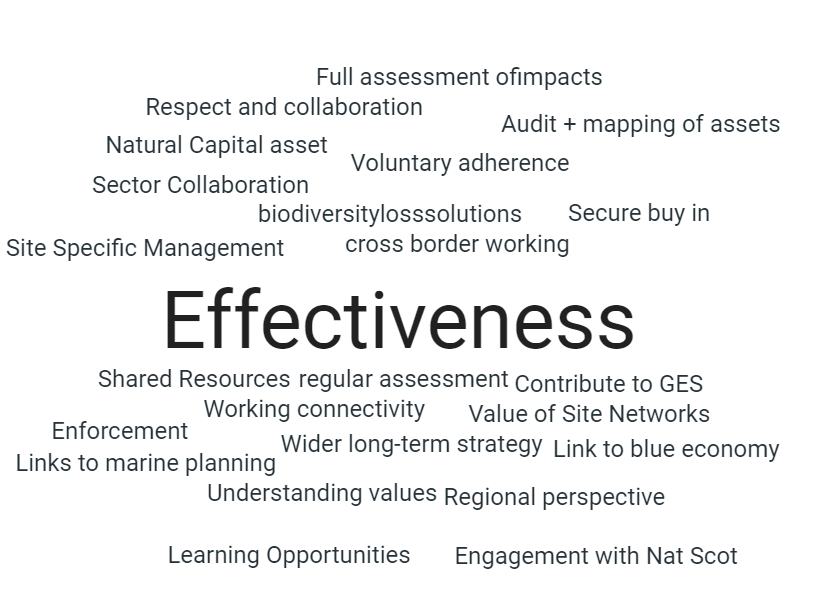 Full assessment ofimpacts
Respect and collaboration
Audit + mapping of assets
Natural Capital asset
Voluntary adherence
Sector Collaboration
biodiversitylosssolutions
Secure buy in
Site Specific Management
cross border working
Effectiveness
Shared Resources
regular assessment
Contribute to GES
Working connectivity
Value of Site Networks
Enforcement
Wider long-term strategy
Link to blue economy
Links to marine planning
Understanding values
Regional perspective
Learning Opportunities
Engagement with Nat Scot